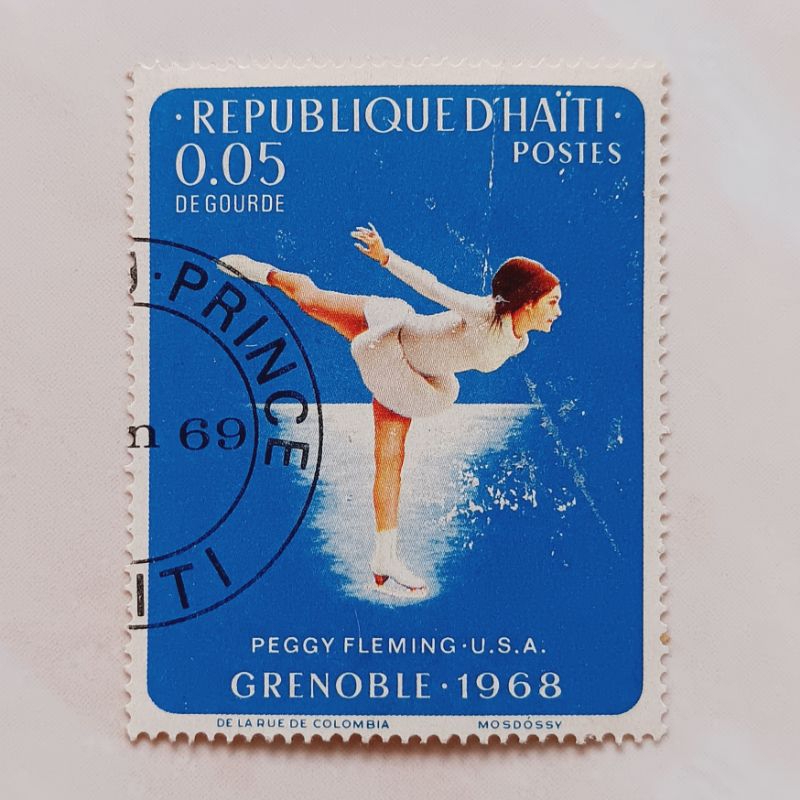 ·REPUBLIQUE D'HAÏTI·
0.05
POSTES
DE GOURDE
U·PRINCE
n 69
ITI
PEGGY FLEMING·U.S.A.
GRENOBLE·1968
DE LA RUE DE COLOMBIA
MOSDÓSSY